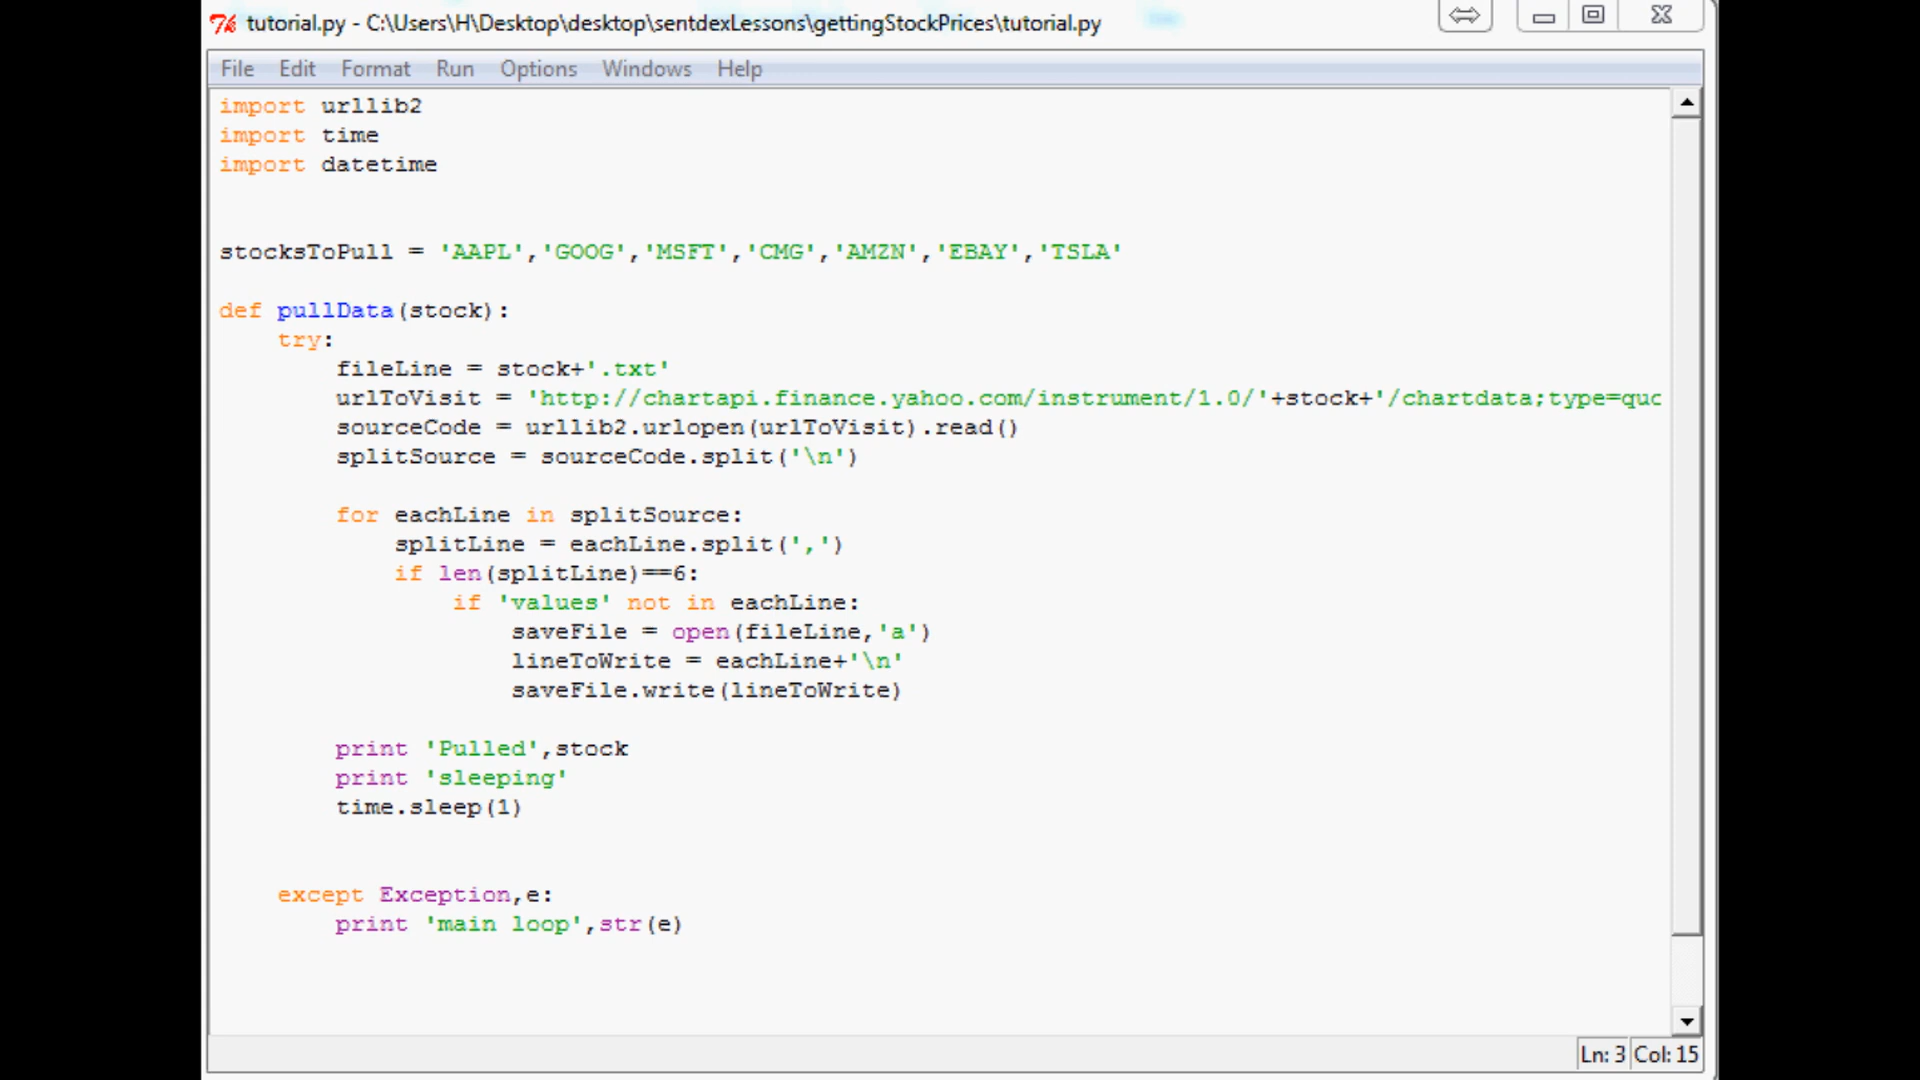 tutorial.py - C:\Users\H\Desktop\desktop\sentdexLessons\gettingStockPrices\tutorial.py
File Edit Format Run Options Windows Help
import urllib2
import time
import datetime
stocksToPull = 'AAPL','GOOG','MSFT','CMG','AMZN','EBAY','TSLA'
def pullData(stock):
    try:
        fileLine = stock+'.txt'
        urlToVisit = 'http://chartapi.finance.yahoo.com/instrument/1.0/'+stock+'/chartdata;type=quo
        sourceCode = urllib2.urlopen(urlToVisit).read()
        splitSource = sourceCode.split('\n')
        for eachLine in splitSource:
            splitLine = eachLine.split(',')
            if len(splitLine)==6:
                if 'values' not in eachLine:
                    saveFile = open(fileLine,'a')
                    lineToWrite = eachLine+'\n'
                    saveFile.write(lineToWrite)
        print 'Pulled',stock
        print 'sleeping'
        time.sleep(1)
    except Exception,e:
        print 'main loop',str(e)
Ln: 3 Col: 15